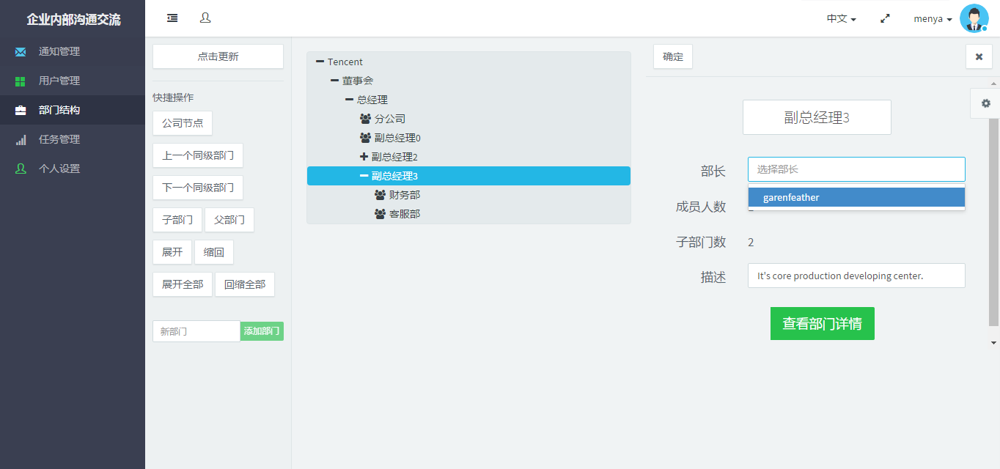 企业内部沟通交流
中文
menya
通知管理
用户管理
部门结构
任务管理
个人设置
点击更新
快捷操作
公司节点
上一个同级部门
下一个同级部门
子部门 父部门
展开 缩回
展开全部 回缩全部
新部门 添加部门
Tencent
董事会
总经理
分公司
副总经理0
副总经理2
副总经理3
财务部
客服部
确定
副总经理3
部长 选择部长
garenfeather
成员人数
子部门数 2
描述 It's core production developing center.
查看部门详情